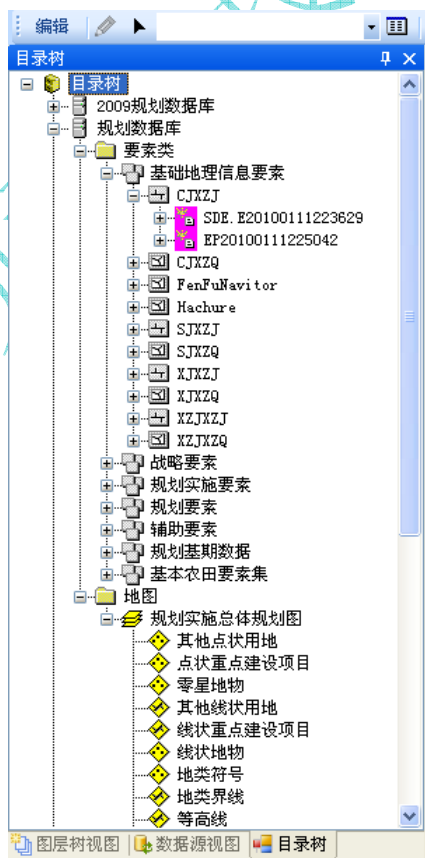 编辑
目录树
目录树
2009规划数据库
规划数据库
要素类
基础地理信息要素
CJXZJ
SDE.E20100111223629
EP20100111225042
CJXZQ
FenFuNavitor
Hachure
SJXZJ
SJXZQ
XJXZJ
XJXZQ
XZJXZJ
XZJXZQ
战略要素
规划实施要素
规划要素
辅助要素
规划基期数据
基本农田要素集
地图
规划实施总体规划图
其他点状用地
点状重点建设项目
零星地物
其他线状用地
线状重点建设项目
线状地物
地类符号
地类界线
等高线
图层树视图 数据源视图 目录树